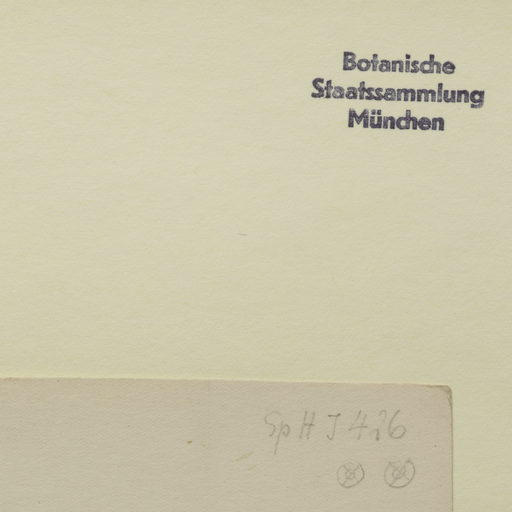 Botanische
Staatssammlung
München
Sp H J 426